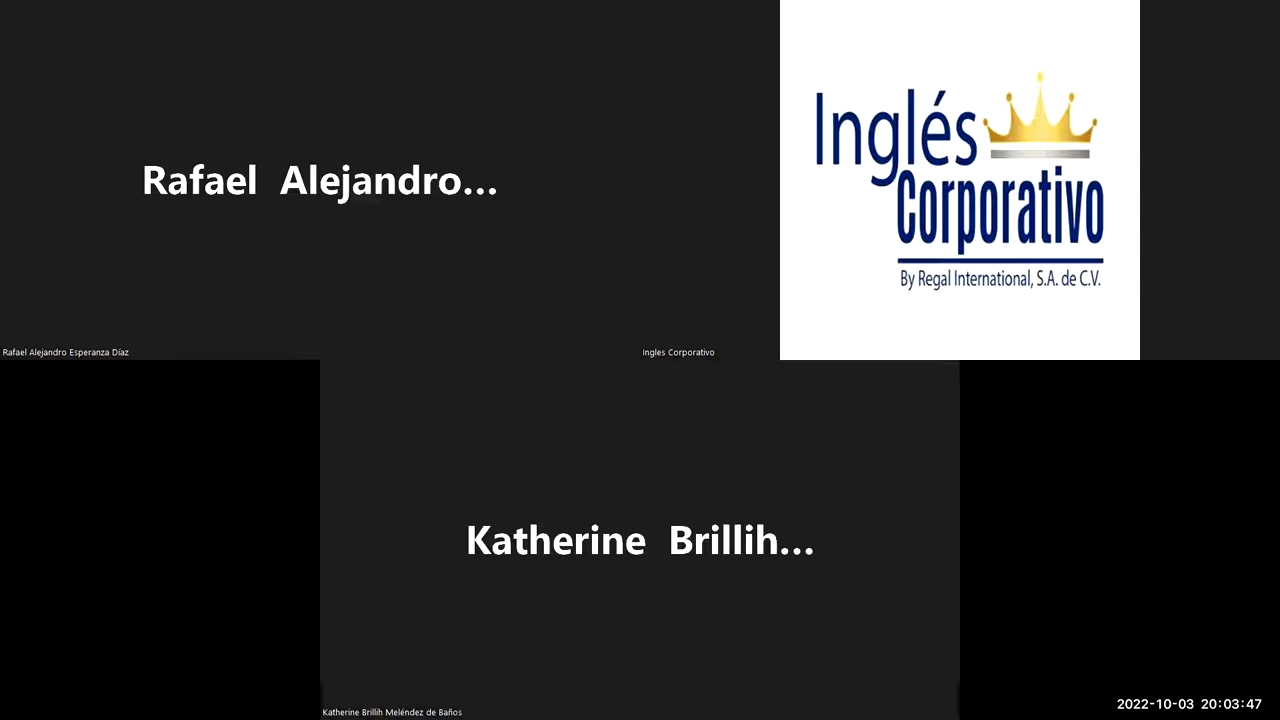 Rafael Alejandro...
Rafael Alejandro Esperanza Díaz
Inglés
Corporativo
By Regal International, S.A. de C.V.
Ingles Corporativo
Katherine Brillih...
Katherine Brillih Meléndez de Baños
2022-10-03 20:03:47